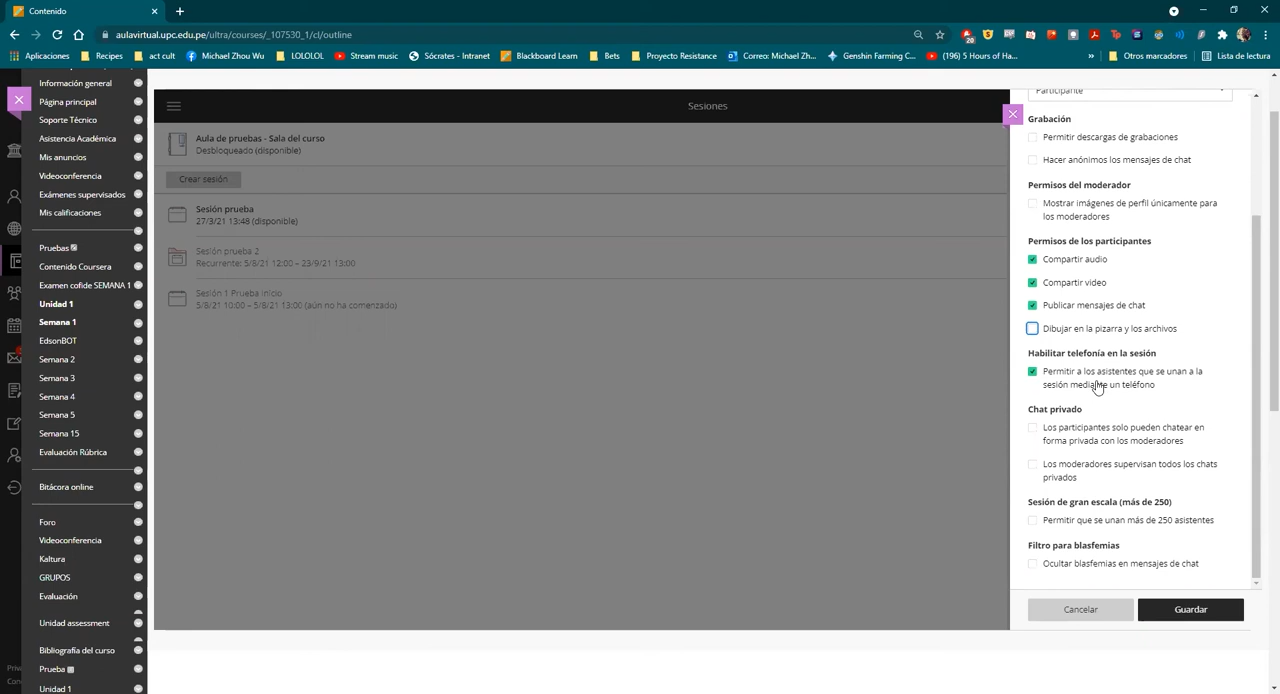 Contenido
aulavirtual.upc.edu.pe/ultra/courses/_107530_1/cl/outline
20
Aplicaciones
Recipes
act cult
Michael Zhou Wu
LOLOLOL
Stream music
Sócrates - Intranet
Blackboard Learn
Bets
Proyecto Resistance
Correo: Michael Zh...
Genshin Farming C...
(196) 5 Hours of Ha...
»
Otros marcadores
Lista de lectura
Información general
Página principal
Soporte Técnico
Asistencia Académica
Mis anuncios
Videoconferencia
Exámenes supervisados
Mis calificaciones
Pruebas
Contenido Coursera
Examen cofide SEMANA 1
Unidad 1
Semana 1
EdsonBOT
Semana 2
Semana 3
Semana 4
Semana 5
Semana 15
Evaluación Rúbrica
Bitácora online
Foro
Videoconferencia
Kaltura
GRUPOS
Evaluación
Unidad assessment
Bibliografía del curso
Prueba
Unidad 1
Sesiones
Aula de pruebas - Sala del curso
Desbloqueado (disponible)
Crear sesión
Sesión prueba
27/3/21 13:48 (disponible)
Sesión prueba 2
Recurrente: 5/8/21 12:00 – 23/9/21 13:00
Sesión 1 Prueba inicio
5/8/21 10:00 – 5/8/21 13:00 (aún no ha comenzado)
Participante
Grabación
Permitir descargas de grabaciones
Hacer anónimos los mensajes de chat
Permisos del moderador
Mostrar imágenes de perfil únicamente para
los moderadores
Permisos de los participantes
Compartir audio
Compartir video
Publicar mensajes de chat
Dibujar en la pizarra y los archivos
Habilitar telefonía en la sesión
Permitir a los asistentes que se unan a la
sesión mediante un teléfono
Chat privado
Los participantes solo pueden chatear en
forma privada con los moderadores
Los moderadores supervisan todos los chats
privados
Sesión de gran escala (más de 250)
Permitir que se unan más de 250 asistentes
Filtro para blasfemias
Ocultar blasfemias en mensajes de chat
Cancelar
Guardar